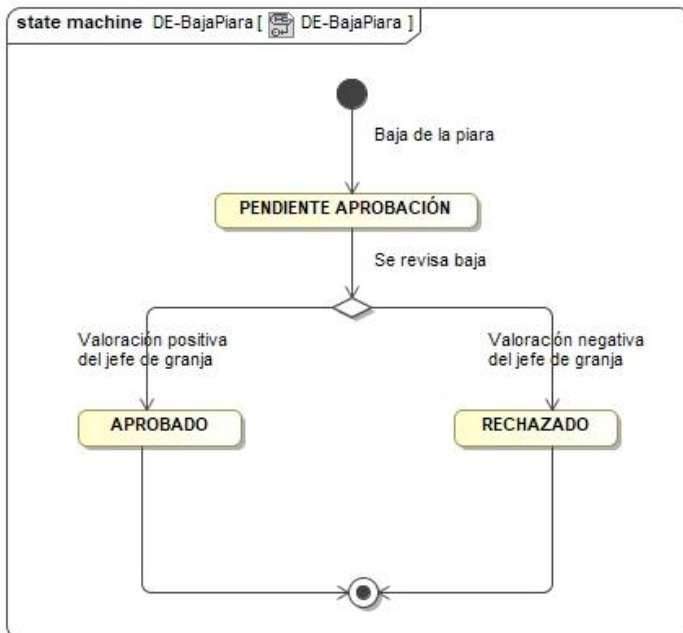 state machine DE-BajaPiara [ DE-BajaPiara ]
Baja de la piara
PENDIENTE APROBACIÓN
Se revisa baja
Valoración positiva
del jefe de granja
Valoración negativa
del jefe de granja
APROBADO
RECHAZADO